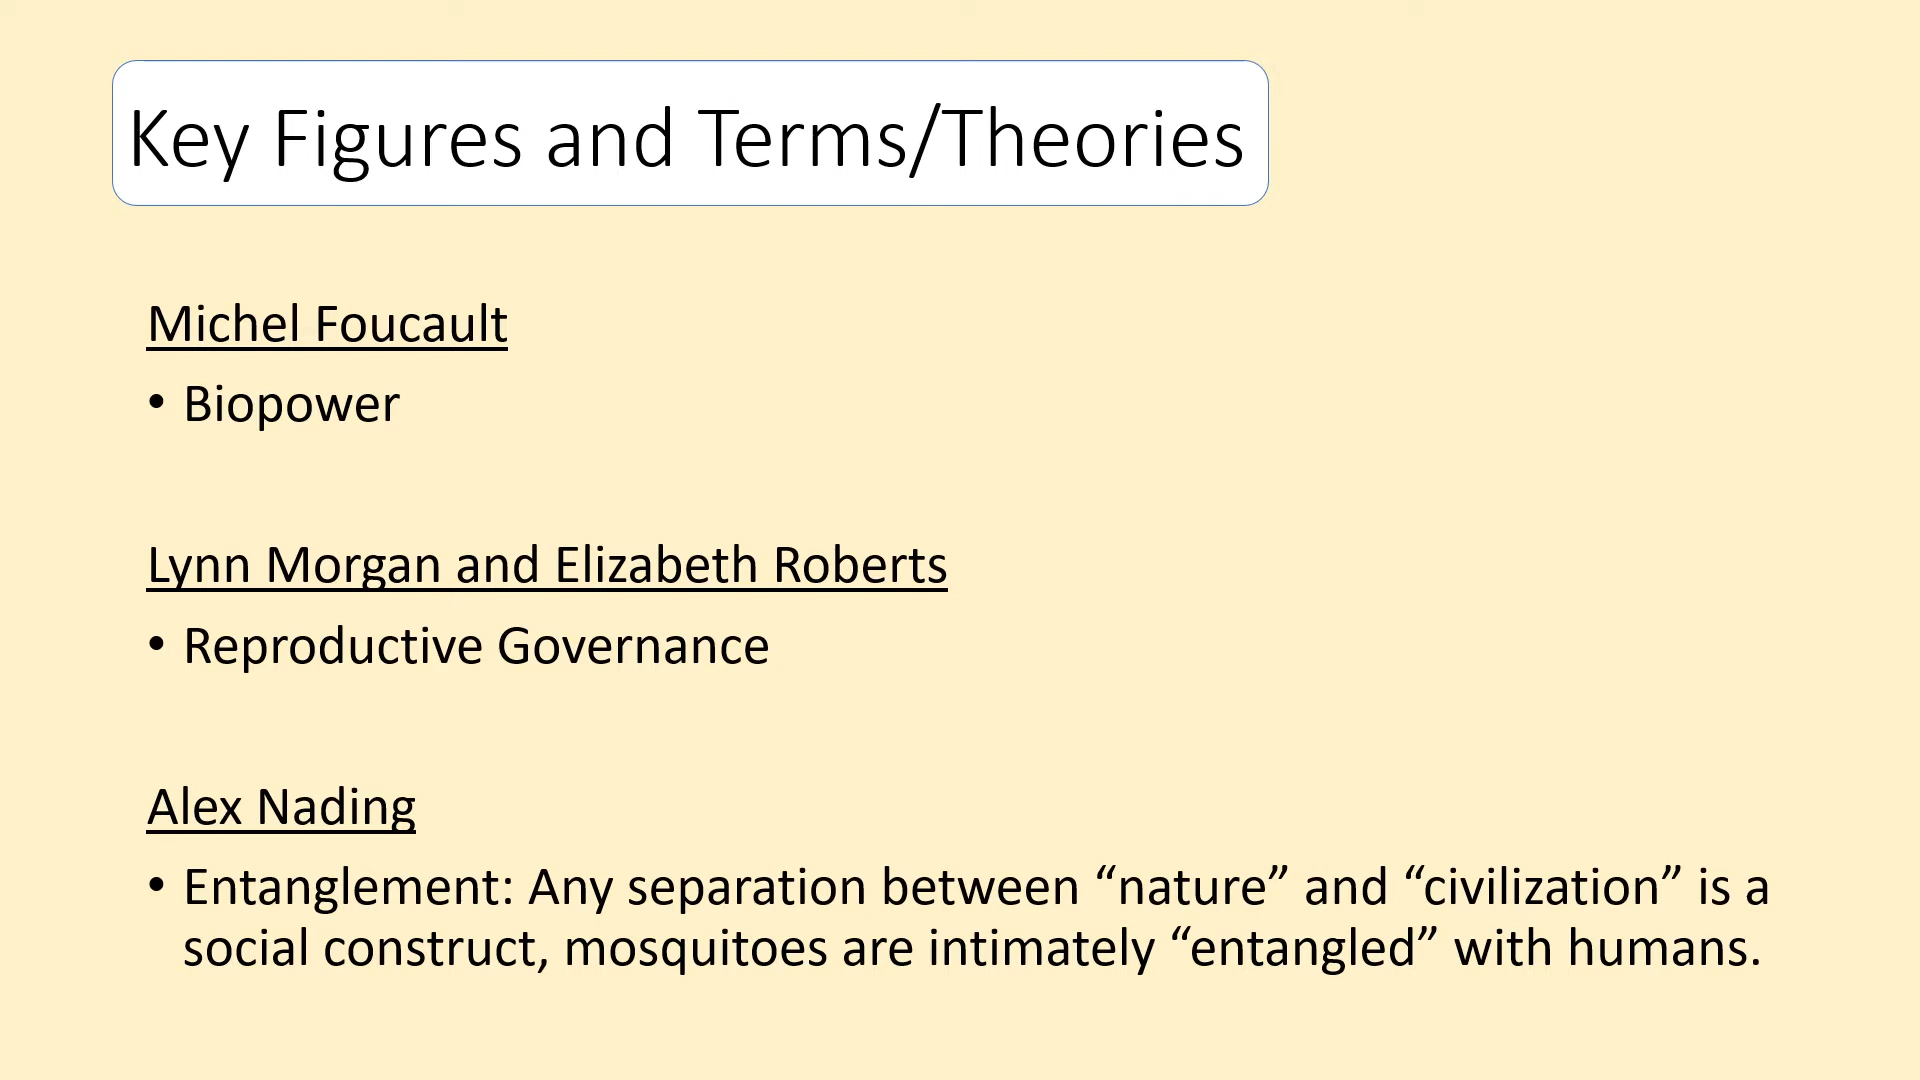 Key Figures and Terms/Theories
Michel Foucault
• Biopower
Lynn Morgan and Elizabeth Roberts
• Reproductive Governance
Alex Nading
• Entanglement: Any separation between “nature” and “civilization” is a
social construct, mosquitoes are intimately “entangled” with humans.